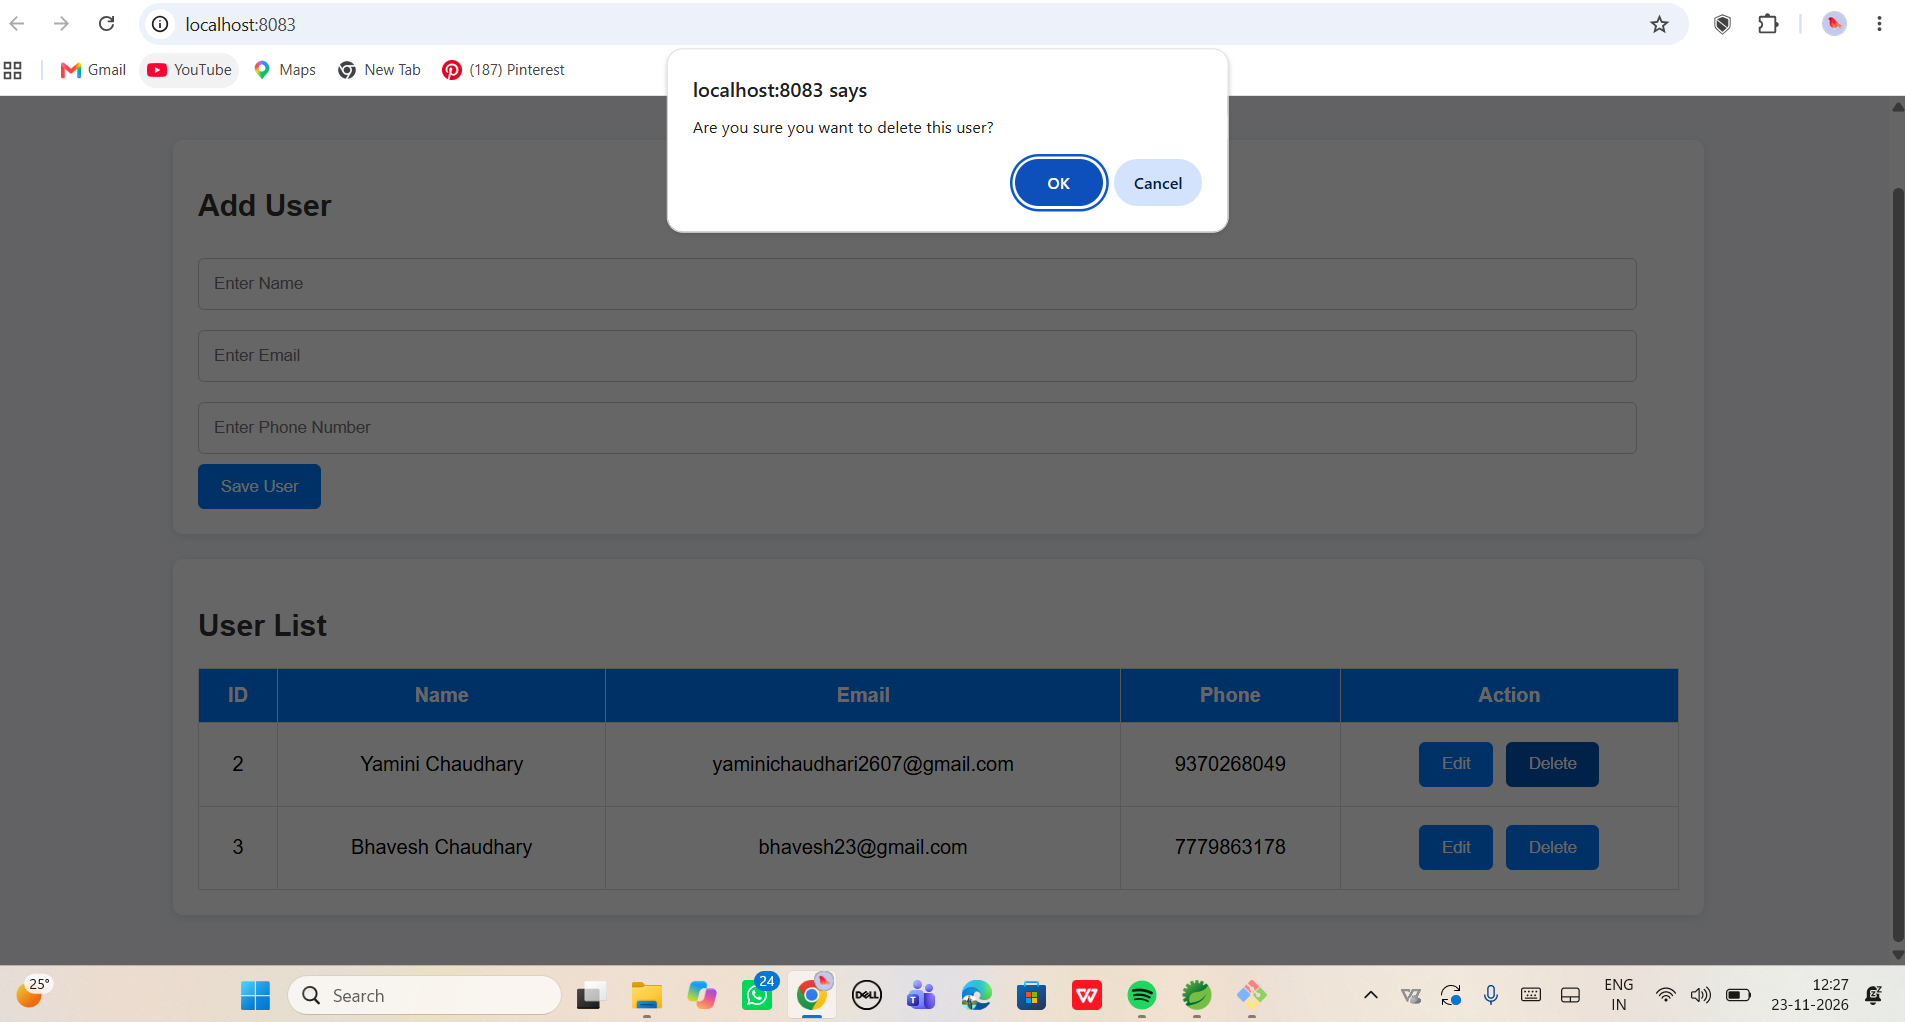 localhost:8083
Gmail YouTube Maps New Tab (187) Pinterest
localhost:8083 says
Are you sure you want to delete this user?
OK Cancel
Add User
Enter Name
Enter Email
Enter Phone Number
Save User
User List
ID Name Email Phone Action
2 Yamini Chaudhary yaminichaudhari2607@gmail.com 9370268049 Edit Delete
3 Bhavesh Chaudhary bhavesh23@gmail.com 7779863178 Edit Delete
25°
Search
24
DELL
ENG
IN
12:27
23-11-2026